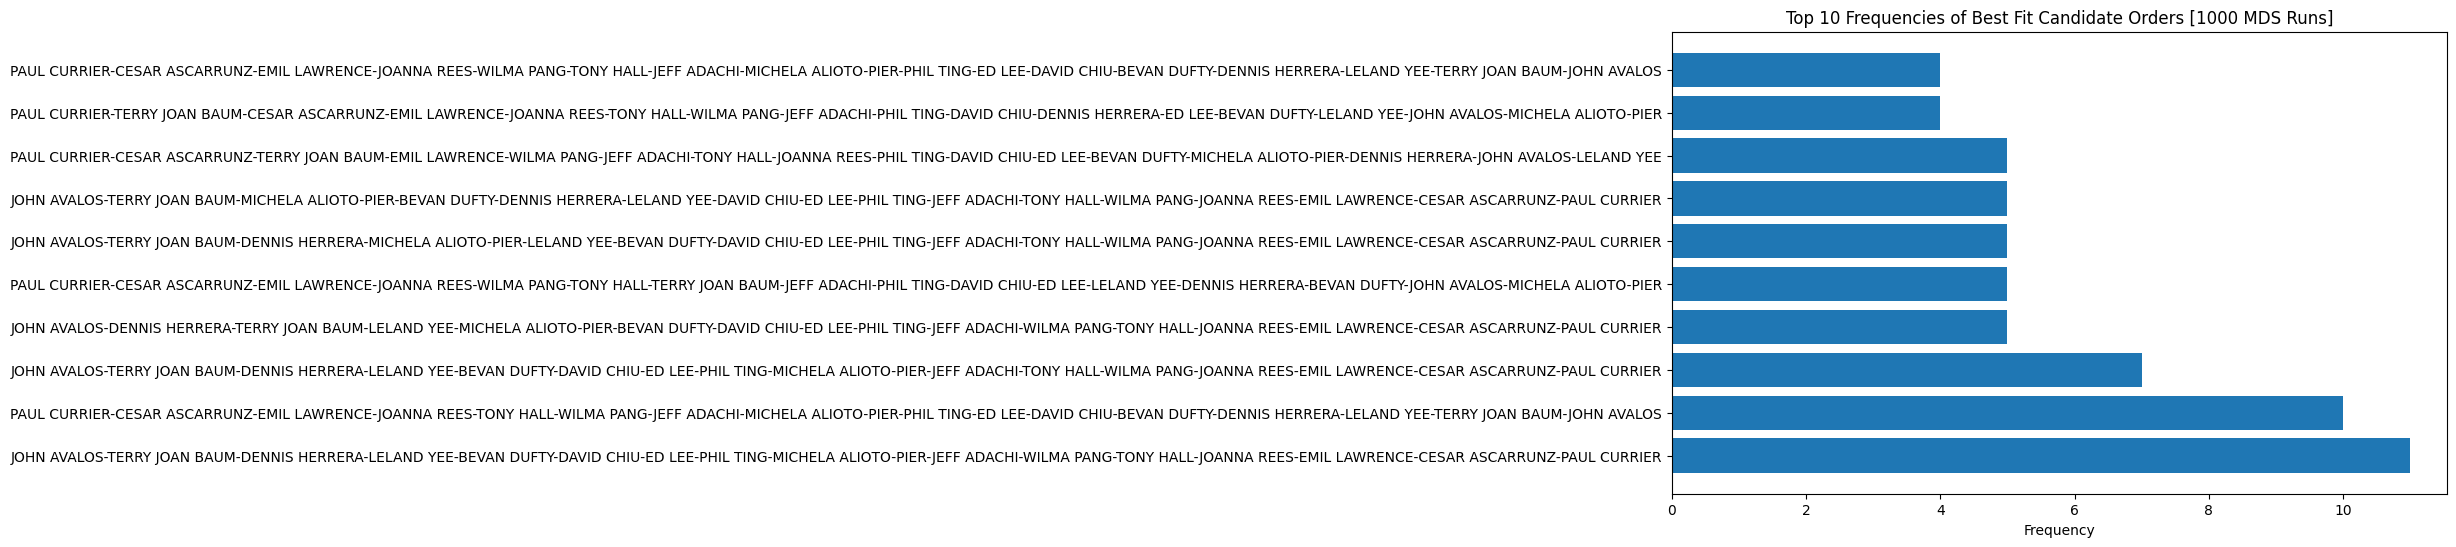 Top 10 Frequencies of Best Fit Candidate Orders [1000 MDS Runs]
PAUL CURRIER-CESAR ASCARRUNZ-EMIL LAWRENCE-JOANNA REES-WILMA PANG-TONY HALL-JEFF ADACHI-MICHELA ALIOTO-PIER-PHIL TING-ED LEE-DAVID CHIU-BEVAN DUFTY-DENNIS HERRERA-LELAND YEE-TERRY JOAN BAUM-JOHN AVALOS
PAUL CURRIER-TERRY JOAN BAUM-CESAR ASCARRUNZ-EMIL LAWRENCE-JOANNA REES-TONY HALL-WILMA PANG-JEFF ADACHI-PHIL TING-DAVID CHIU-DENNIS HERRERA-ED LEE-BEVAN DUFTY-LELAND YEE-JOHN AVALOS-MICHELA ALIOTO-PIER
PAUL CURRIER-CESAR ASCARRUNZ-TERRY JOAN BAUM-EMIL LAWRENCE-WILMA PANG-JEFF ADACHI-TONY HALL-JOANNA REES-PHIL TING-DAVID CHIU-ED LEE-BEVAN DUFTY-MICHELA ALIOTO-PIER-DENNIS HERRERA-JOHN AVALOS-LELAND YEE
JOHN AVALOS-TERRY JOAN BAUM-MICHELA ALIOTO-PIER-BEVAN DUFTY-DENNIS HERRERA-LELAND YEE-DAVID CHIU-ED LEE-PHIL TING-JEFF ADACHI-TONY HALL-WILMA PANG-JOANNA REES-EMIL LAWRENCE-CESAR ASCARRUNZ-PAUL CURRIER
JOHN AVALOS-TERRY JOAN BAUM-DENNIS HERRERA-MICHELA ALIOTO-PIER-LELAND YEE-BEVAN DUFTY-DAVID CHIU-ED LEE-PHIL TING-JEFF ADACHI-TONY HALL-WILMA PANG-JOANNA REES-EMIL LAWRENCE-CESAR ASCARRUNZ-PAUL CURRIER
PAUL CURRIER-CESAR ASCARRUNZ-EMIL LAWRENCE-JOANNA REES-WILMA PANG-TONY HALL-TERRY JOAN BAUM-JEFF ADACHI-PHIL TING-DAVID CHIU-ED LEE-LELAND YEE-DENNIS HERRERA-BEVAN DUFTY-JOHN AVALOS-MICHELA ALIOTO-PIER
JOHN AVALOS-DENNIS HERRERA-TERRY JOAN BAUM-LELAND YEE-MICHELA ALIOTO-PIER-BEVAN DUFTY-DAVID CHIU-ED LEE-PHIL TING-JEFF ADACHI-WILMA PANG-TONY HALL-JOANNA REES-EMIL LAWRENCE-CESAR ASCARRUNZ-PAUL CURRIER
JOHN AVALOS-TERRY JOAN BAUM-DENNIS HERRERA-LELAND YEE-BEVAN DUFTY-DAVID CHIU-ED LEE-PHIL TING-MICHELA ALIOTO-PIER-JEFF ADACHI-TONY HALL-WILMA PANG-JOANNA REES-EMIL LAWRENCE-CESAR ASCARRUNZ-PAUL CURRIER
PAUL CURRIER-CESAR ASCARRUNZ-EMIL LAWRENCE-JOANNA REES-TONY HALL-WILMA PANG-JEFF ADACHI-MICHELA ALIOTO-PIER-PHIL TING-ED LEE-DAVID CHIU-BEVAN DUFTY-DENNIS HERRERA-LELAND YEE-TERRY JOAN BAUM-JOHN AVALOS
JOHN AVALOS-TERRY JOAN BAUM-DENNIS HERRERA-LELAND YEE-BEVAN DUFTY-DAVID CHIU-ED LEE-PHIL TING-MICHELA ALIOTO-PIER-JEFF ADACHI-WILMA PANG-TONY HALL-JOANNA REES-EMIL LAWRENCE-CESAR ASCARRUNZ-PAUL CURRIER
0 2 4 6 8 10
Frequency